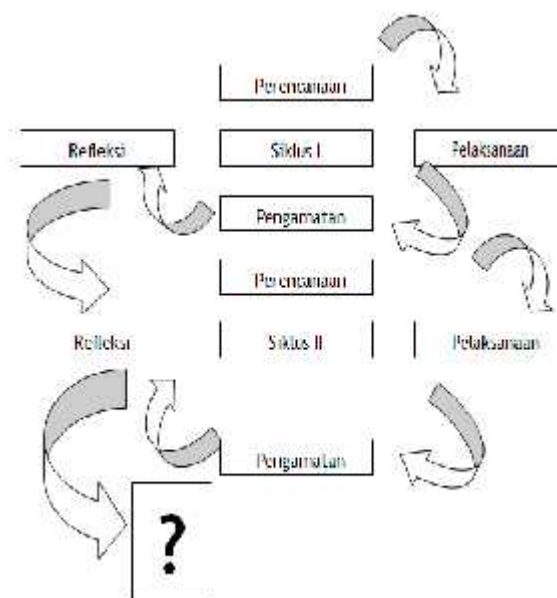 Perencanaan
Refleksi
Siklus I
Pelaksanaan
Pengamatan
Perencanaan
Refleksi
Siklus II
Pelaksanaan
Pengamatan
?